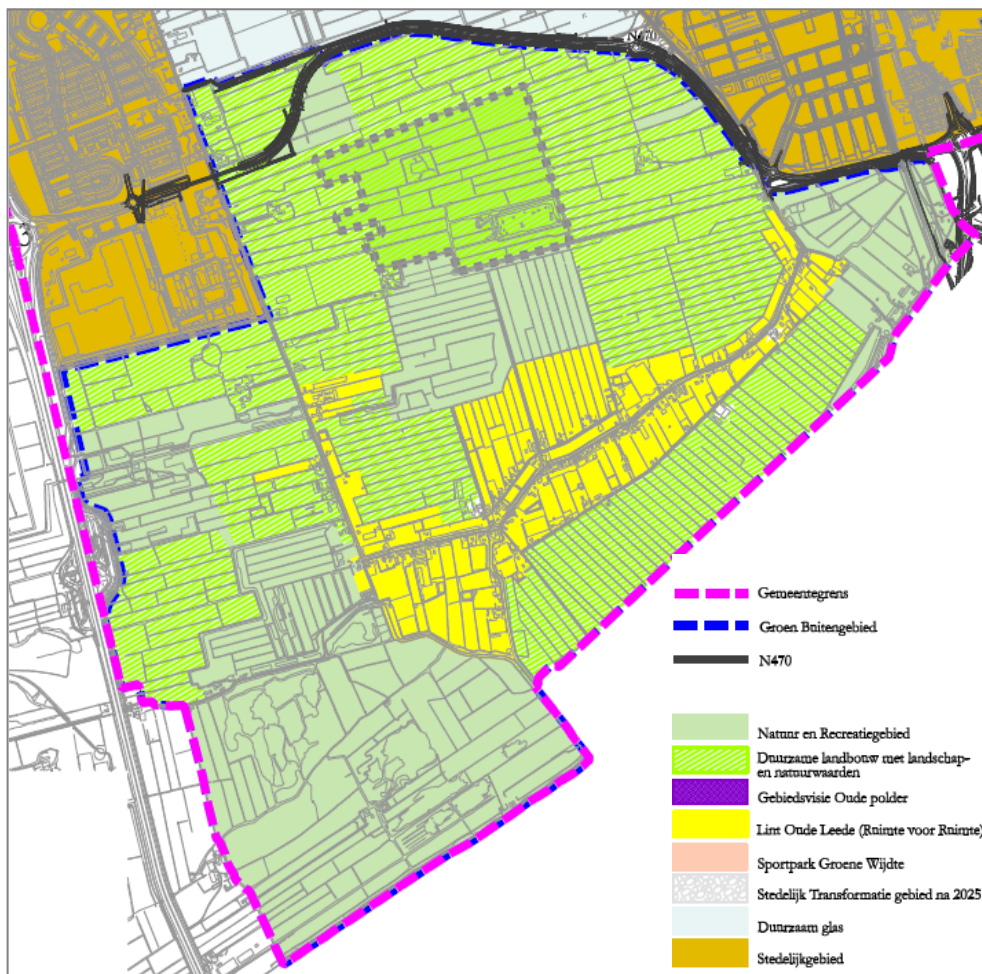 3
Gemeentegrens
Groen Buitengebied
N470
Natuur en Recreatiegebied
Duurzame landbouw met landschap-
en natuurwaarden
Gebiedsvisie Oude polder
Lint Oude Leede (Ruimte voor Ruimte)
Sportpark Groene Wijdte
Stedelijk Transformatie gebied na 2025
Duurzaam glas
Stedelijkgebied